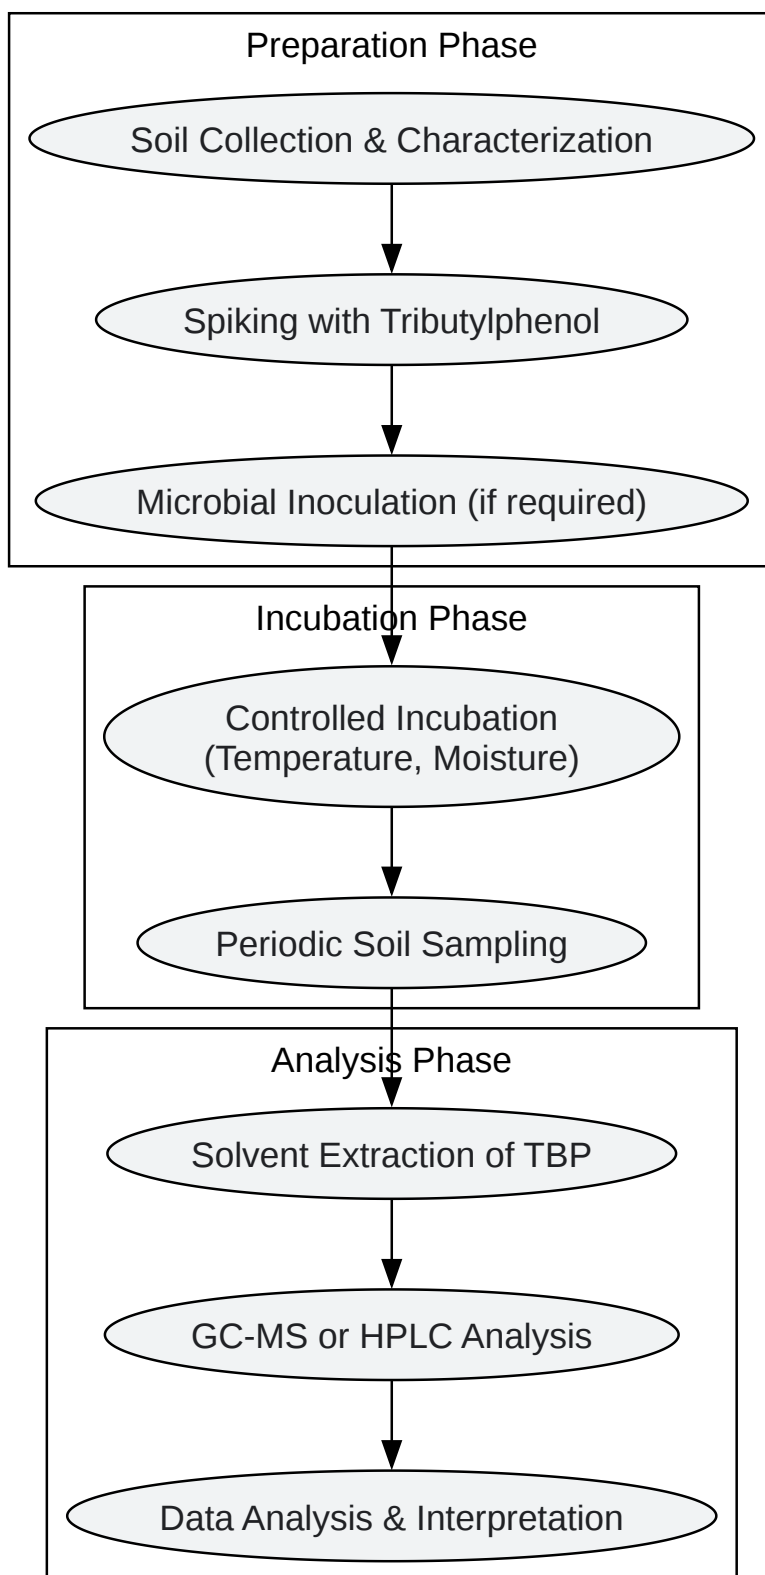 Preparation Phase
Soil Collection & Characterization
Spiking with Tributylphenol
Microbial Inoculation (if required)
Incubation Phase
Controlled Incubation
(Temperature, Moisture)
Periodic Soil Sampling
Analysis Phase
Solvent Extraction of TBP
GC-MS or HPLC Analysis
Data Analysis & Interpretation